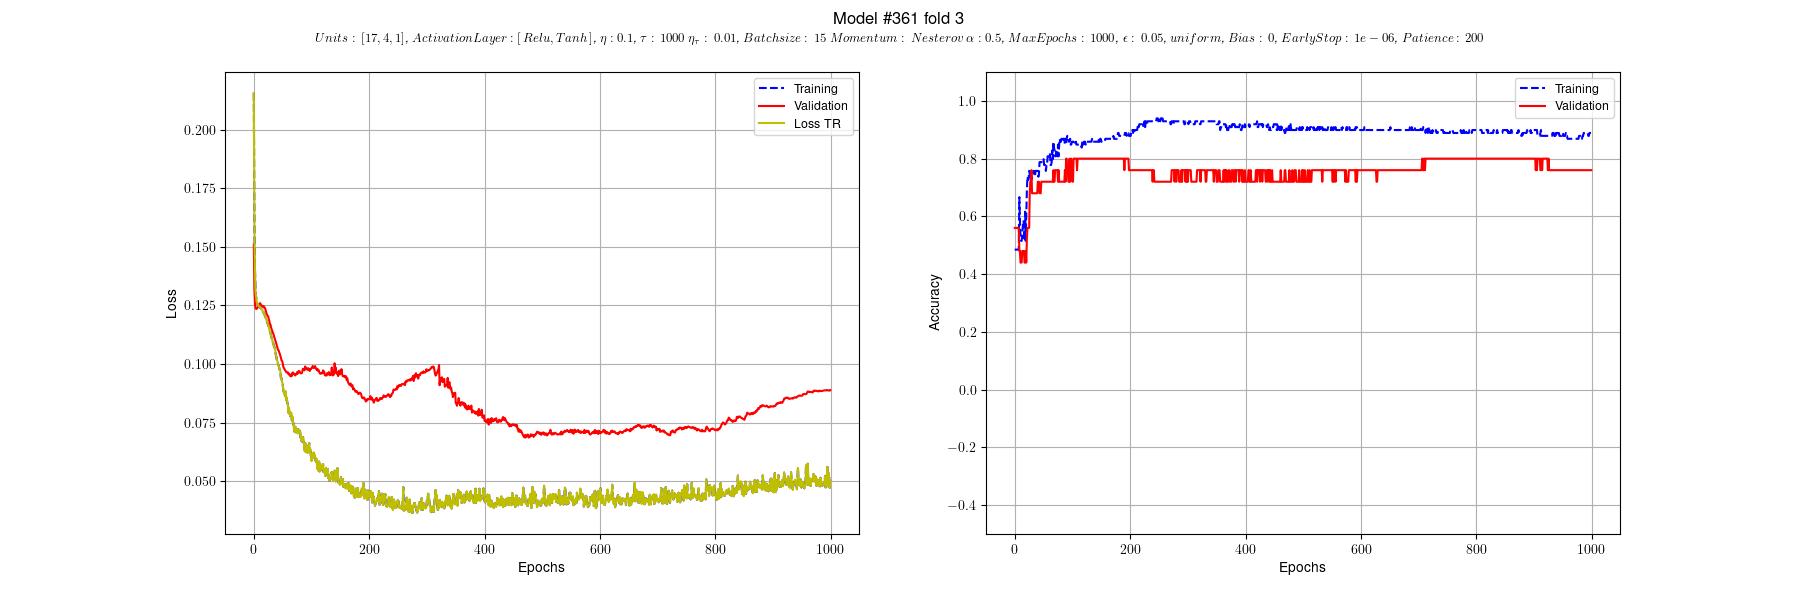 Model #361 fold 3
Units : [17, 4, 1], ActivationLayer : [ Relu, Tanh], η : 0.1, τ : 1000 η_τ : 0.01, Batchsize : 15 Momentum : Nesterov α : 0.5, MaxEpochs : 1000, ϵ : 0.05, uniform, Bias : 0, EarlyStop : 1e − 06, Patience : 200
Training
Validation
Loss TR
0.200
0.175
0.150
0.125
0.100
0.075
0.050
Loss
0 200 400 600 800 1000
Epochs
Training
Validation
1.0
0.8
0.6
0.4
0.2
0.0
−0.2
−0.4
Accuracy
0 200 400 600 800 1000
Epochs